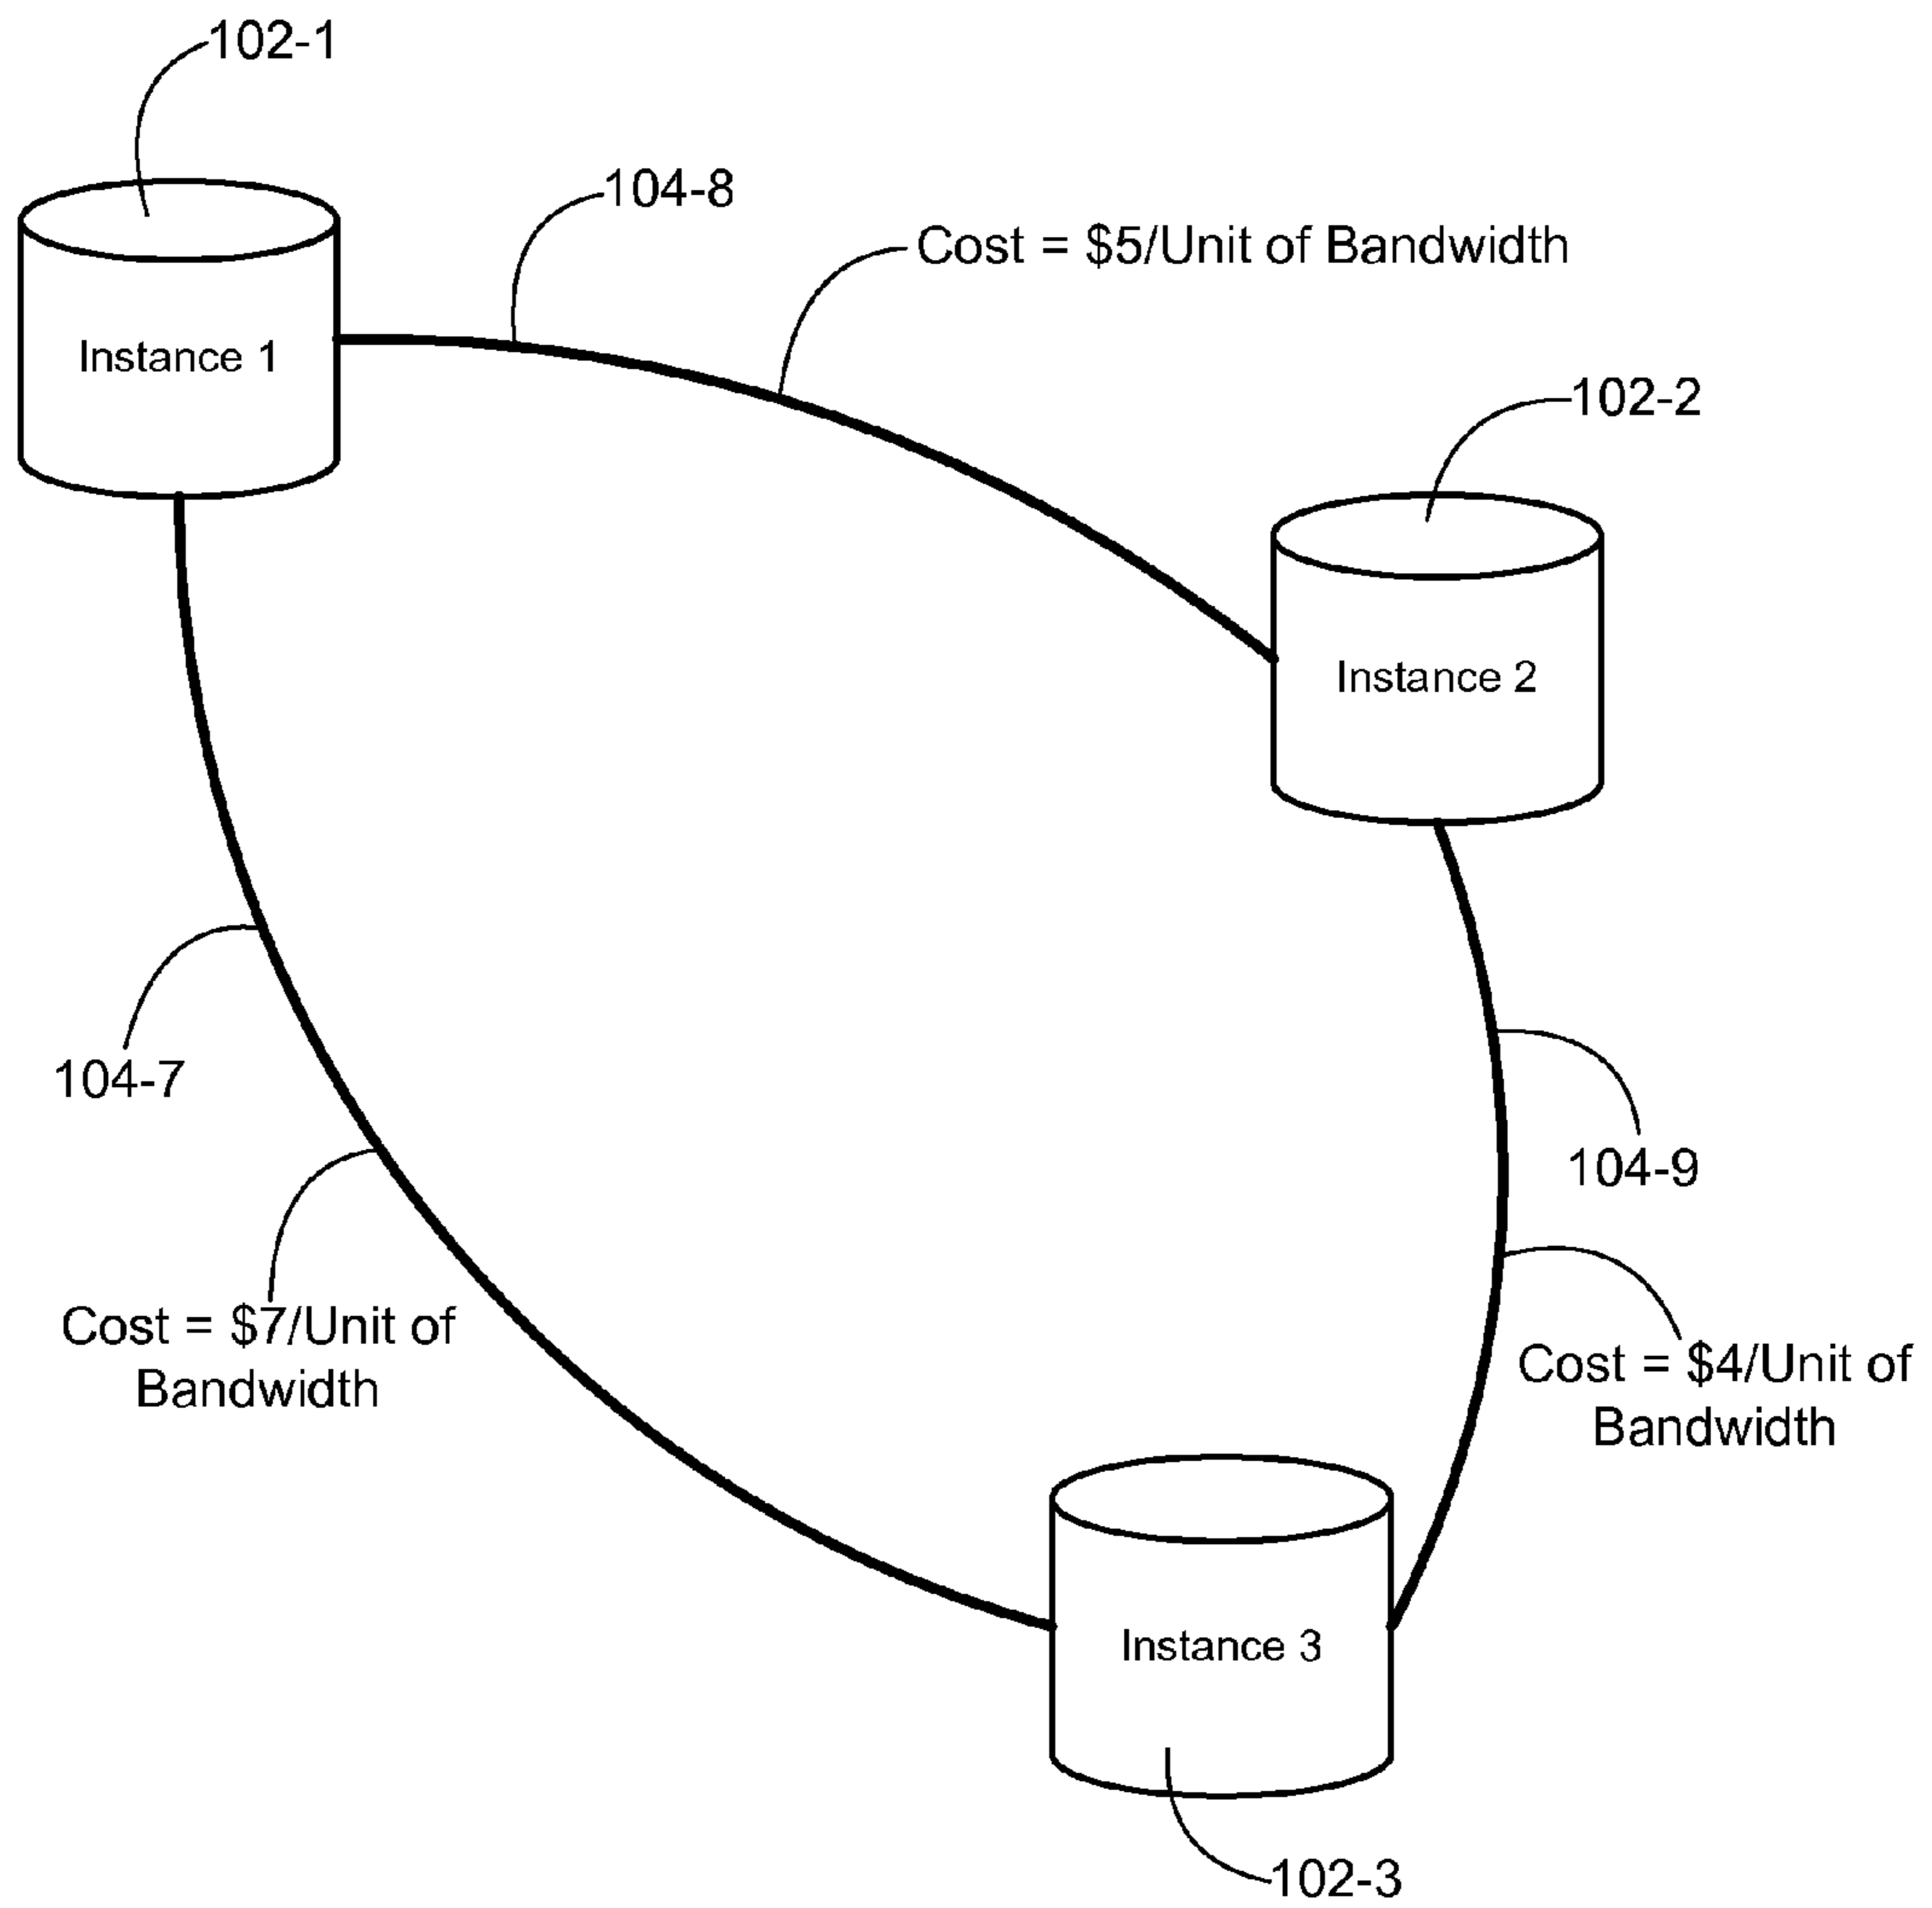 102-1
104-8
Cost = $5/Unit of Bandwidth
Instance 1
102-2
Instance 2
104-7
104-9
Cost = $7/Unit of
Bandwidth
Cost = $4/Unit of
Bandwidth
Instance 3
102-3